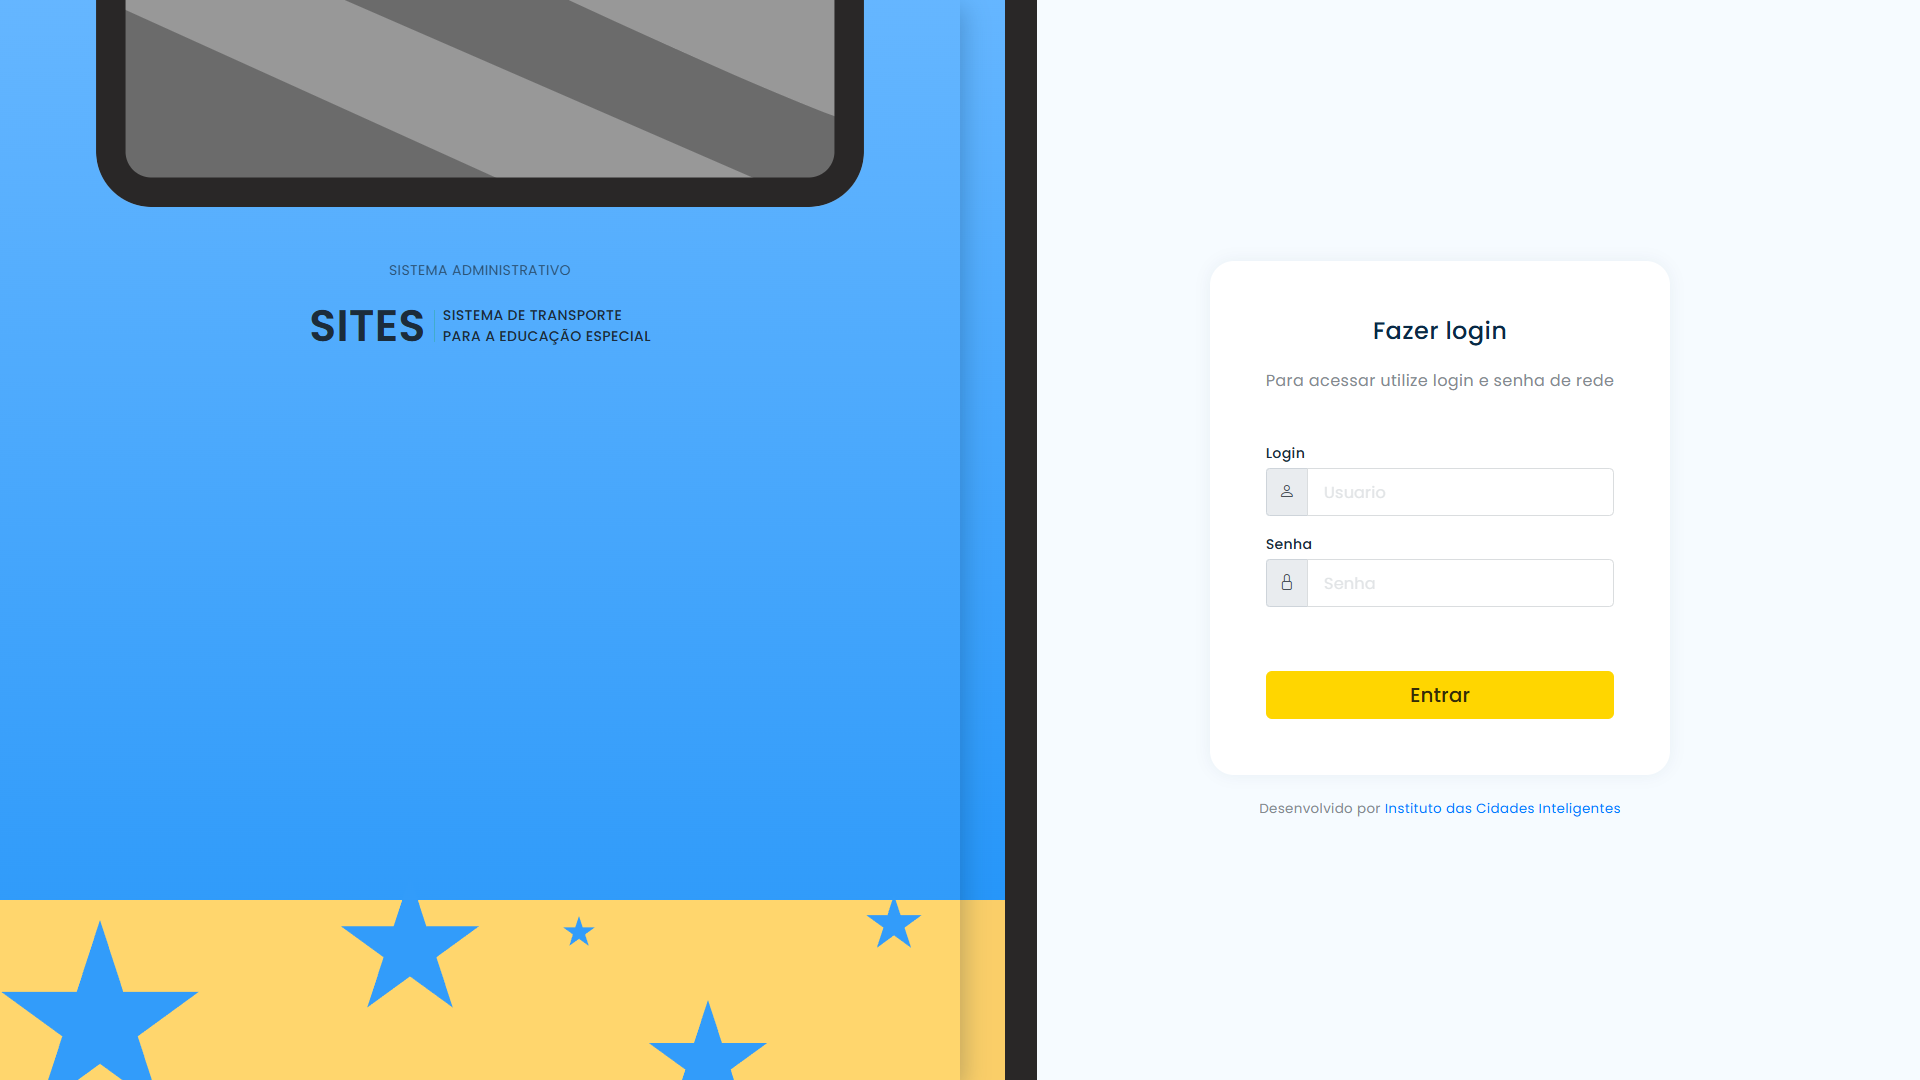 SISTEMA ADMINISTRATIVO
SITES
SISTEMA DE TRANSPORTE
PARA A EDUCAÇÃO ESPECIAL
Fazer login
Para acessar utilize login e senha de rede
Login
Usuario
Senha
Senha
Entrar
Desenvolvido por Instituto das Cidades Inteligentes